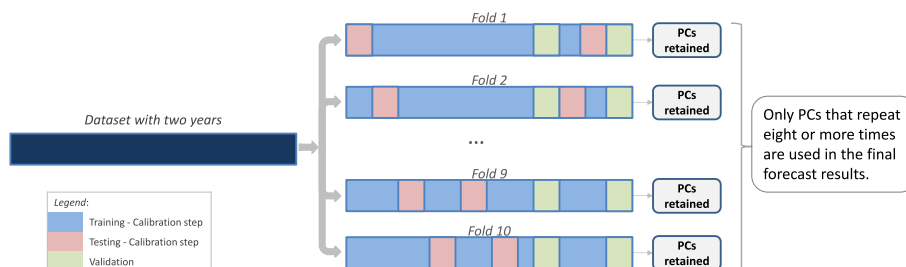 Fold 1
PCs
retained
Fold 2
PCs
retained
Dataset with two years
...
Only PCs that repeat
eight or more times
are used in the final
forecast results.
Fold 9
PCs
retained
Legend:
Training - Calibration step
Testing - Calibration step
Validation
Fold 10
PCs
retained